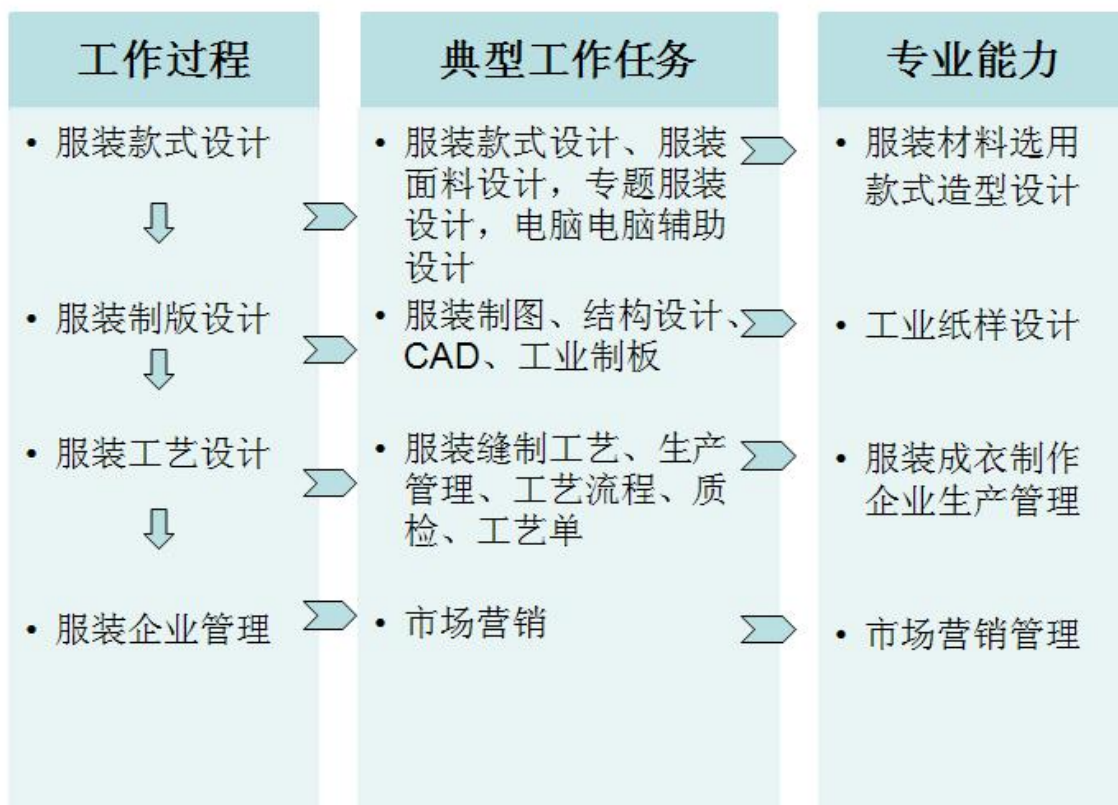 工作过程
典型工作任务
专业能力
• 服装款式设计
• 服装款式设计、服装
面料设计，专题服装
设计，电脑电脑辅助
设计
• 服装材料选用
款式造型设计
• 服装制版设计
• 服装制图、结构设计、
CAD、工业制板
• 工业纸样设计
• 服装工艺设计
• 服装缝制工艺、生产
管理、工艺流程、质
检、工艺单
• 服装成衣制作
企业生产管理
• 服装企业管理
• 市场营销
• 市场营销管理